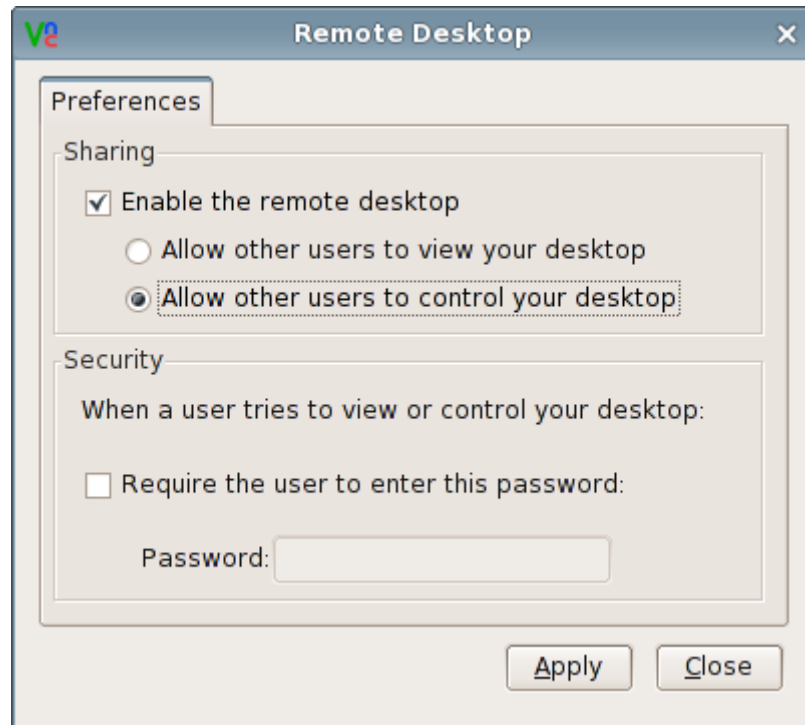 VNC
Remote Desktop
Preferences
Sharing
Enable the remote desktop
Allow other users to view your desktop
Allow other users to control your desktop
Security
When a user tries to view or control your desktop:
Require the user to enter this password:
Password:
Apply Close